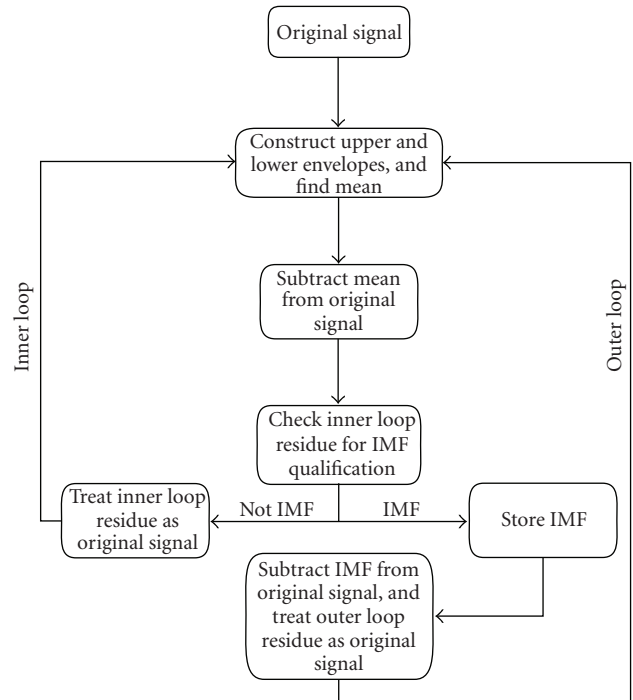 Original signal
Construct upper and
lower envelopes, and
find mean
Subtract mean
from original
signal
Inner loop
Outer loop
Check inner loop
residue for IMF
qualification
Treat inner loop
residue as
original signal
Not IMF
IMF
Store IMF
Subtract IMF from
original signal, and
treat outer loop
residue as original
signal